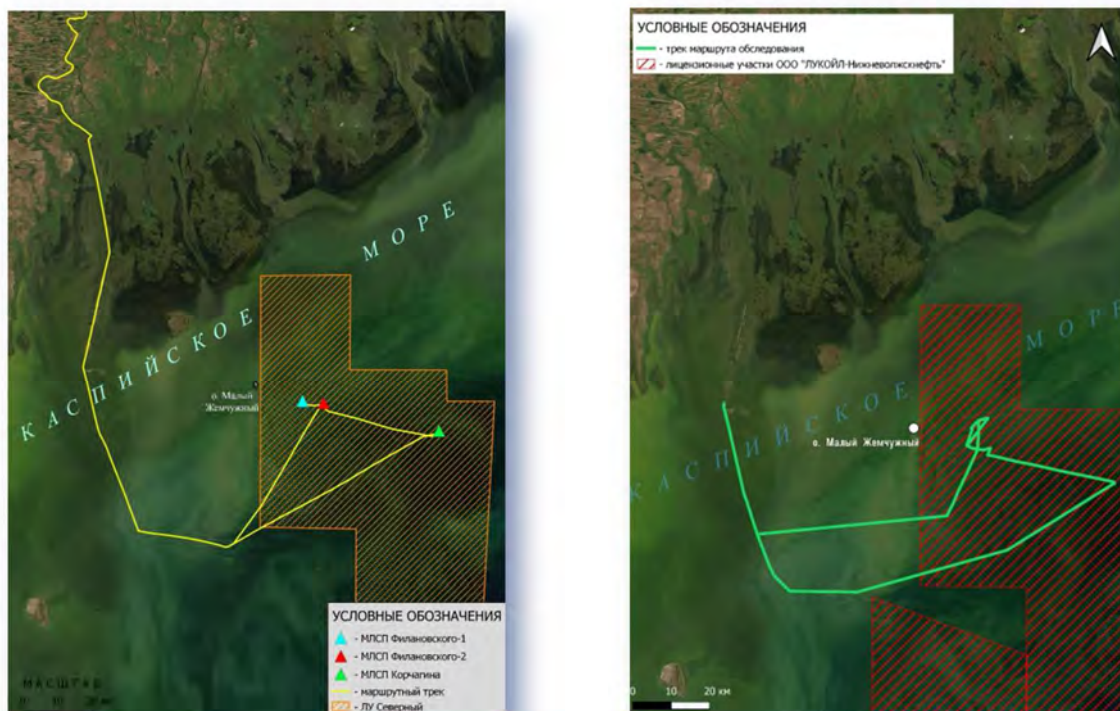 КАСПИЙСКОЕ
МОРЕ
о. Малый
Жемчужный
УСЛОВНЫЕ ОБОЗНАЧЕНИЯ
- МЛСП Филановского-1
- МЛСП Филановского-2
- МЛСП Корчагина
- маршрутный трек
- ЛУ Северный
МАСШТАБ
УСЛОВНЫЕ ОБОЗНАЧЕНИЯ
- трек маршрута обследования
- лицензионные участки ООО "ЛУКОЙЛ-Нижневолжскнефть"
КАСПИЙСКОЕ
МОРЕ
о. Малый Жемчужный
0 10 20 км